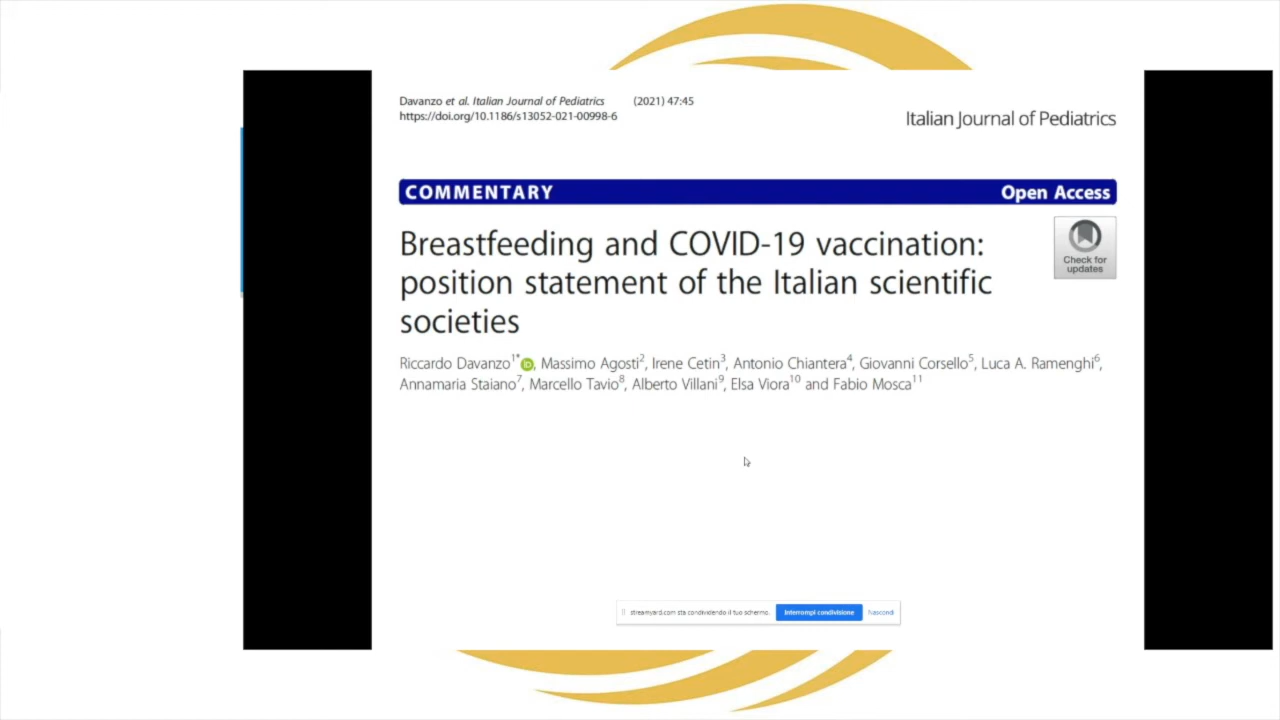 Davanzo et al. Italian Journal of Pediatrics (2021) 47:45
https://doi.org/10.1186/s13052-021-00998-6
Italian Journal of Pediatrics
COMMENTARY Open Access
Breastfeeding and COVID-19 vaccination:
position statement of the Italian scientific
societies
Check for
updates
Riccardo Davanzo1* iD, Massimo Agosti2, Irene Cetin3, Antonio Chiantera4, Giovanni Corsello5, Luca A. Ramenghi6,
Annamaria Staiano7, Marcello Tavio8, Alberto Villani9, Elsa Viora10 and Fabio Mosca11
streamyard.com sta condividendo il tuo schermo. Interrompi condivisione Nascondi